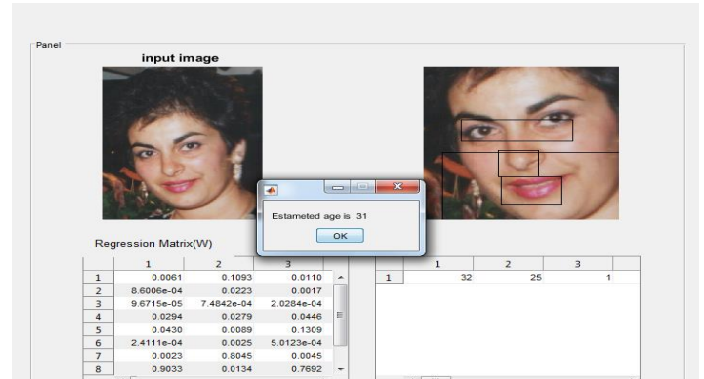 Panel
input image
Estameted age is 31
OK
Regression Matrix(W)
1 2 3
1 0.0061 0.1093 0.0110
2 8.6006e-04 0.0223 0.0017
3 9.6715e-05 7.4842e-04 2.0284e-04
4 0.0294 0.0279 0.0446
5 0.0430 0.0089 0.1309
6 2.4111e-04 0.0025 5.0123e-04
7 0.0023 0.8045 0.0045
8 0.9033 0.0134 0.7692
1 2 3
1 32 25 1